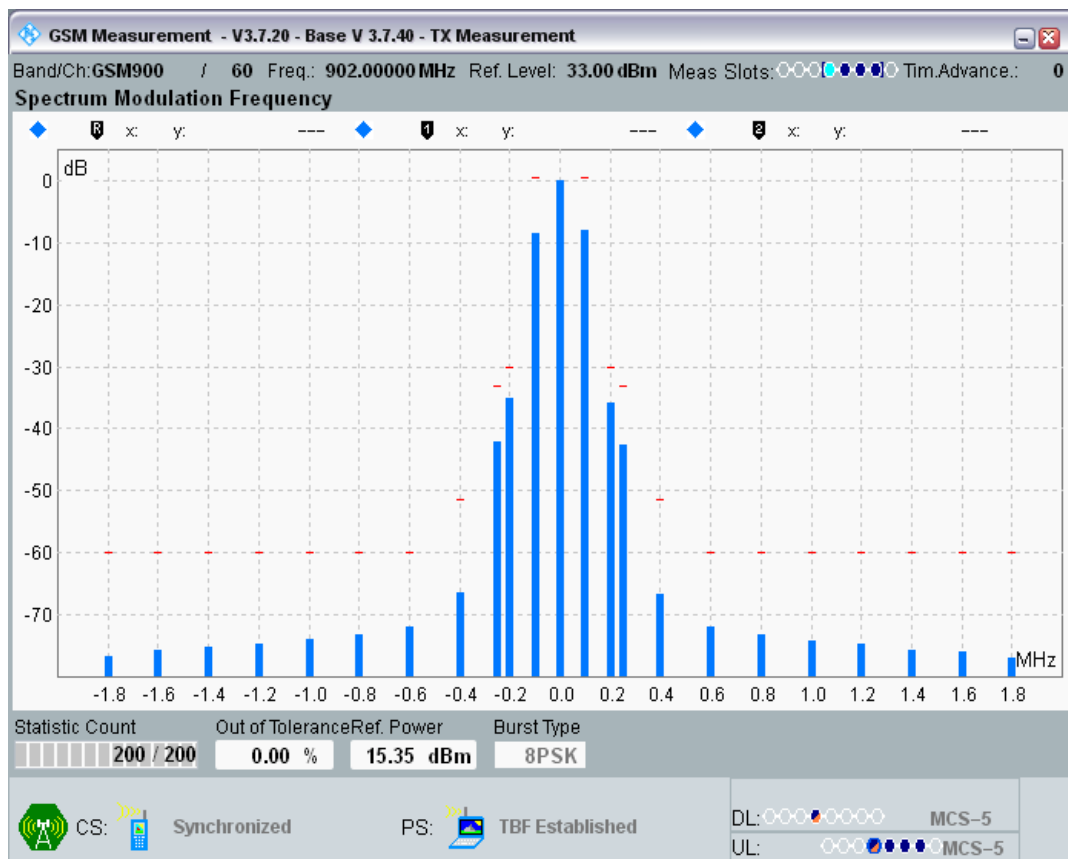 GSM Measurement - V3.7.20 - Base V 3.7.40 - TX Measurement
Band/Ch:GSM900 / 60 Freq.: 902.00000 MHz Ref. Level: 33.00 dBm Meas Slots: Tim.Advance.: 0
Spectrum Modulation Frequency
R x: y: --- 1 x: y: --- 2 x: y: ---
dB
0
-10
-20
-30
-40
-50
-60
-70
MHz
-1.8 -1.6 -1.4 -1.2 -1.0 -0.8 -0.6 -0.4 -0.2 0.0 0.2 0.4 0.6 0.8 1.0 1.2 1.4 1.6 1.8
Statistic Count Out of Tolerance Ref. Power Burst Type
200 / 200 0.00 % 15.35 dBm 8PSK
CS: Synchronized PS: TBF Established
DL: MCS-5
UL: MCS-5